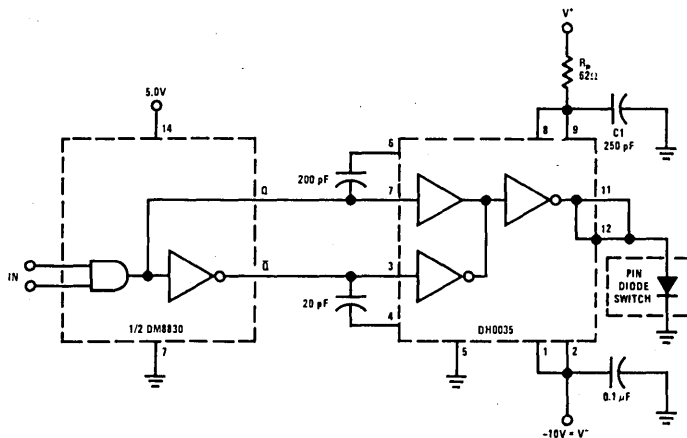 V⁺
Rₚ
62Ω
5.0V
14
8
9
C1
250 pF
6
200 pF
Q
7
11
12
IN
Q̅
3
20 pF
4
PIN
DIODE
SWITCH
1/2 DM8830
DH0035
7
5
1
2
0.1 µF
-10V = V⁻